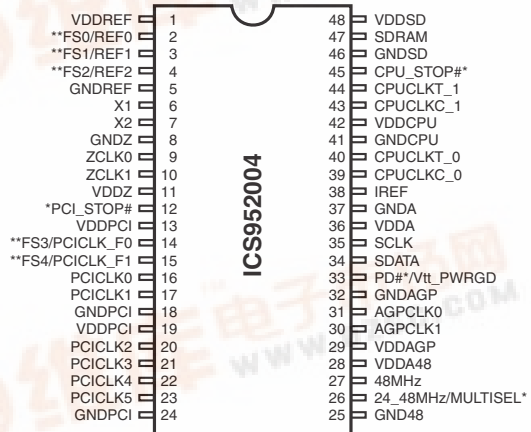 VDDREF 1 48 VDDSD
**FS0/REF0 2 47 SDRAM
**FS1/REF1 3 46 GNDSD
**FS2/REF2 4 45 CPU_STOP#*
GNDREF 5 44 CPUCLKT_1
X1 6 43 CPUCLKC_1
X2 7 42 VDDCPU
GNDZ 8 41 GNDCPU
ZCLK0 9 40 CPUCLKT_0
ZCLK1 10 39 CPUCLKC_0
VDDZ 11 38 IREF
*PCI_STOP# 12 37 GNDA
VDDPCI 13 36 VDDA
**FS3/PCICLK_F0 14 35 SCLK
**FS4/PCICLK_F1 15 34 SDATA
PCICLK0 16 33 PD#*/Vtt_PWRGD
PCICLK1 17 32 GNDAGP
GNDPCI 18 31 AGPCLK0
VDDPCI 19 30 AGPCLK1
PCICLK2 20 29 VDDAGP
PCICLK3 21 28 VDDA48
PCICLK4 22 27 48MHz
PCICLK5 23 26 24_48MHz/MULTISEL*
GNDPCI 24 25 GND48
ICS952004